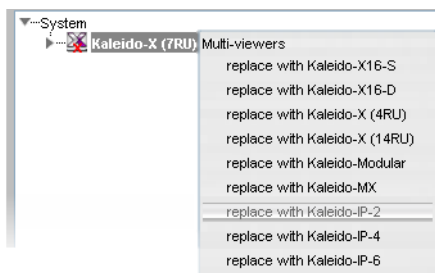 System
Kaleido-X (7RU) Multi-viewers
replace with Kaleido-X16-S
replace with Kaleido-X16-D
replace with Kaleido-X (4RU)
replace with Kaleido-X (14RU)
replace with Kaleido-Modular
replace with Kaleido-MX
replace with Kaleido-IP-2
replace with Kaleido-IP-4
replace with Kaleido-IP-6